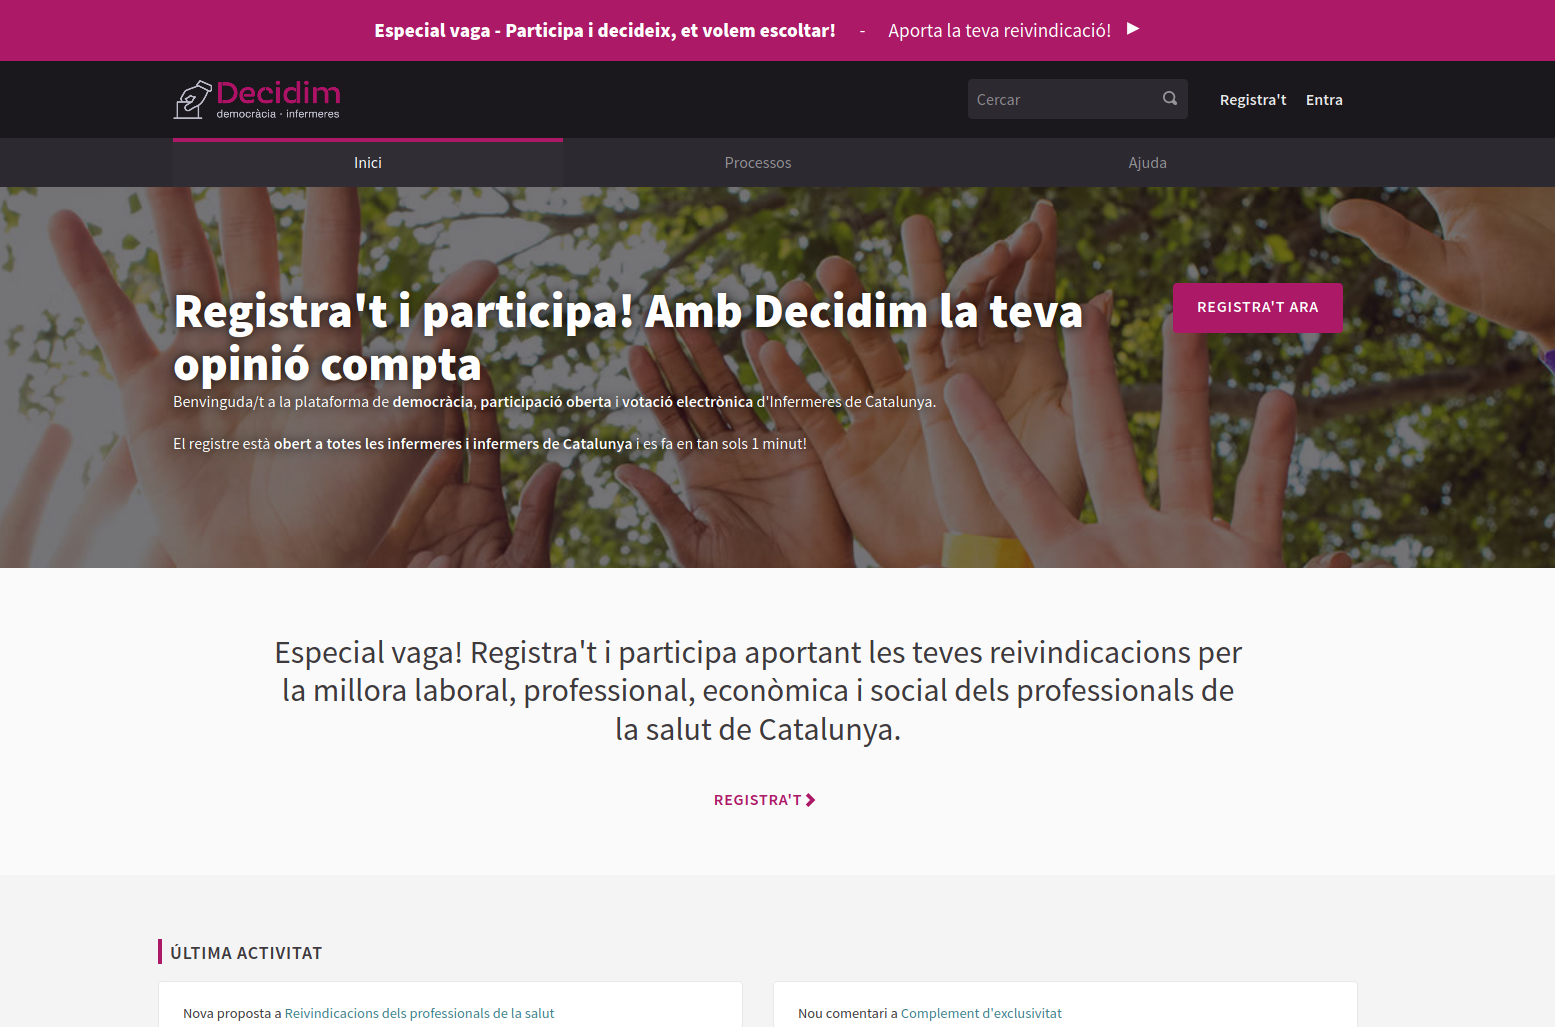 Especial vaga - Participa i decideix, et volem escoltar! - Aporta la teva reivindicació!
Decidim
democràcia · infermeres
Cercar
Registra't
Entra
Inici
Processos
Ajuda
Registra't i participa! Amb Decidim la teva
opinió compta
REGISTRA'T ARA
Benvinguda/t a la plataforma de democràcia, participació oberta i votació electrònica d'Infermeres de Catalunya.
El registre està obert a totes les infermeres i infermers de Catalunya i es fa en tan sols 1 minut!
Especial vaga! Registra't i participa aportant les teves reivindicacions per
la millora laboral, professional, econòmica i social dels professionals de
la salut de Catalunya.
REGISTRA'T
ÚLTIMA ACTIVITAT
Nova proposta a Reivindicacions dels professionals de la salut
Nou comentari a Complement d'exclusivitat